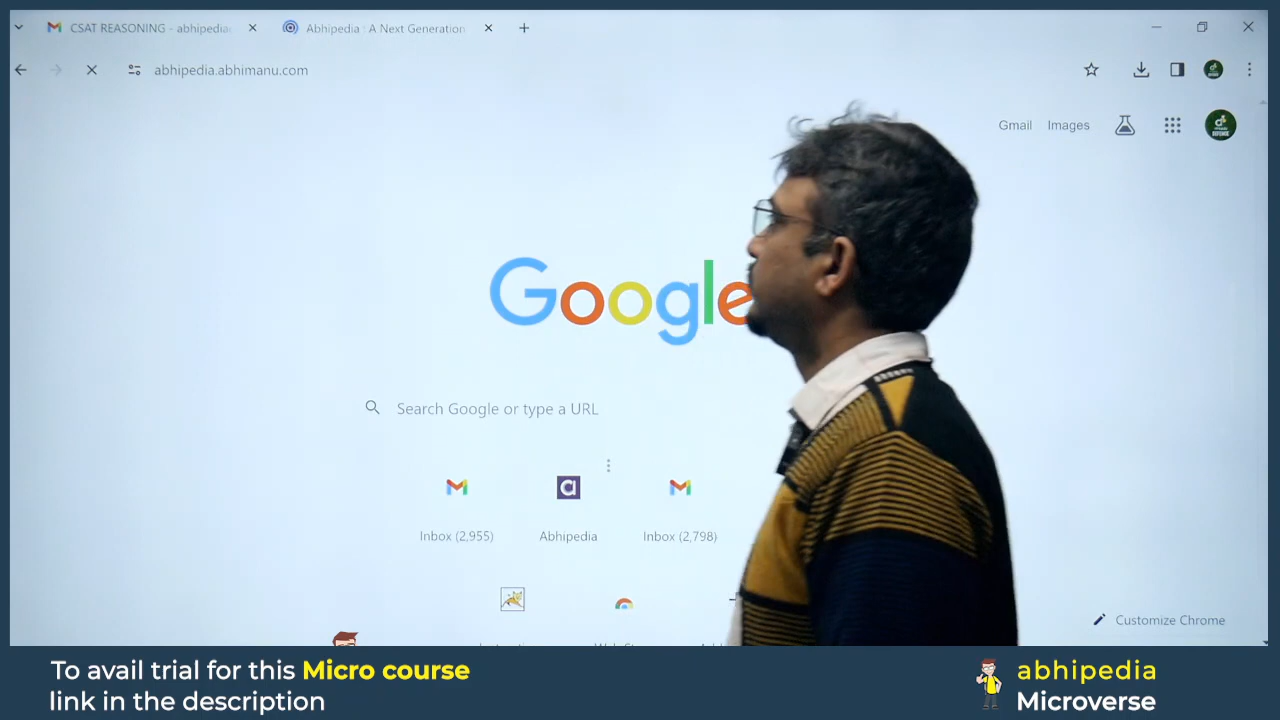 CSAT REASONING - abhipedia
Abhipedia : A Next Generation
abhipedia.abhimanu.com
Gmail
Images
Google
Search Google or type a URL
Inbox (2,955)
Abhipedia
Inbox (2,798)
Customize Chrome
To avail trial for this Micro course
link in the description
abhipedia
Microverse